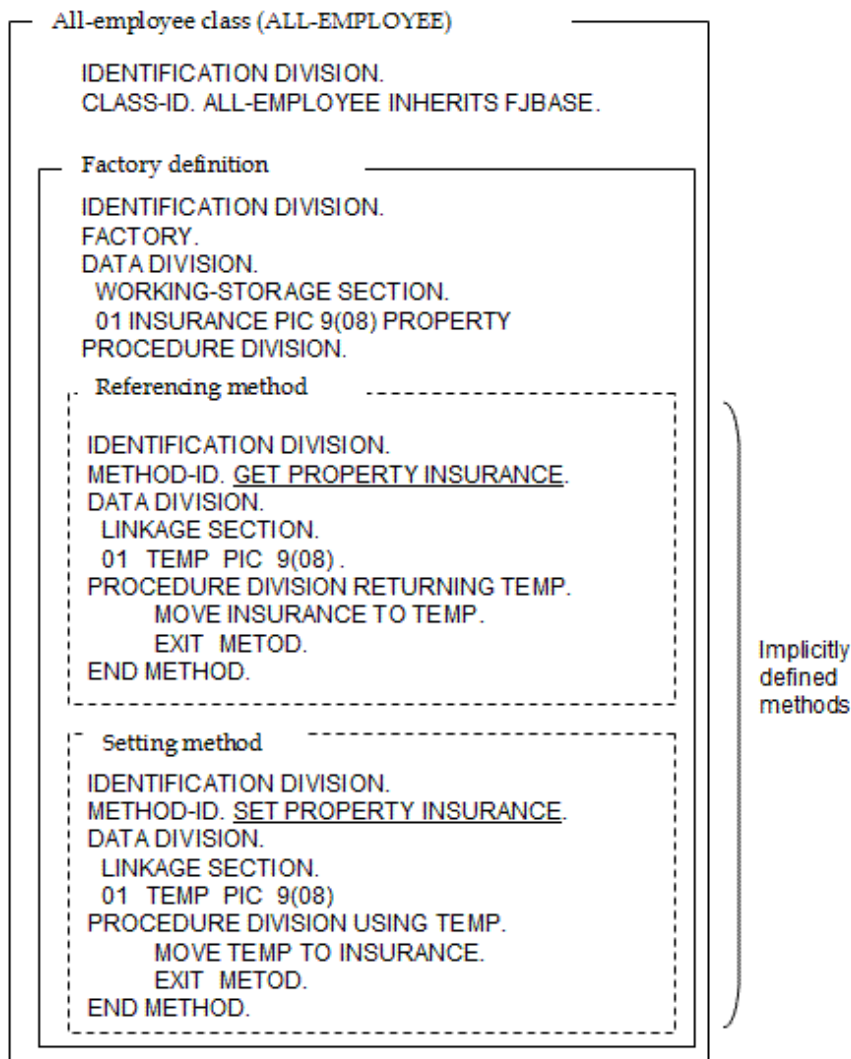 All-employee class (ALL-EMPLOYEE)
IDENTIFICATION DIVISION.
CLASS-ID. ALL-EMPLOYEE INHERITS FJBASE.
Factory definition
IDENTIFICATION DIVISION.
FACTORY.
DATA DIVISION.
WORKING-STORAGE SECTION.
01 INSURANCE PIC 9(08) PROPERTY
PROCEDURE DIVISION.
Referencing method
IDENTIFICATION DIVISION.
METHOD-ID. GET PROPERTY INSURANCE.
DATA DIVISION.
LINKAGE SECTION.
01 TEMP PIC 9(08) .
PROCEDURE DIVISION RETURNING TEMP.
MOVE INSURANCE TO TEMP.
EXIT METOD.
END METHOD.
Setting method
IDENTIFICATION DIVISION.
METHOD-ID. SET PROPERTY INSURANCE.
DATA DIVISION.
LINKAGE SECTION.
01 TEMP PIC 9(08)
PROCEDURE DIVISION USING TEMP.
MOVE TEMP TO INSURANCE.
EXIT METOD.
END METHOD.
Implicitly
defined
methods